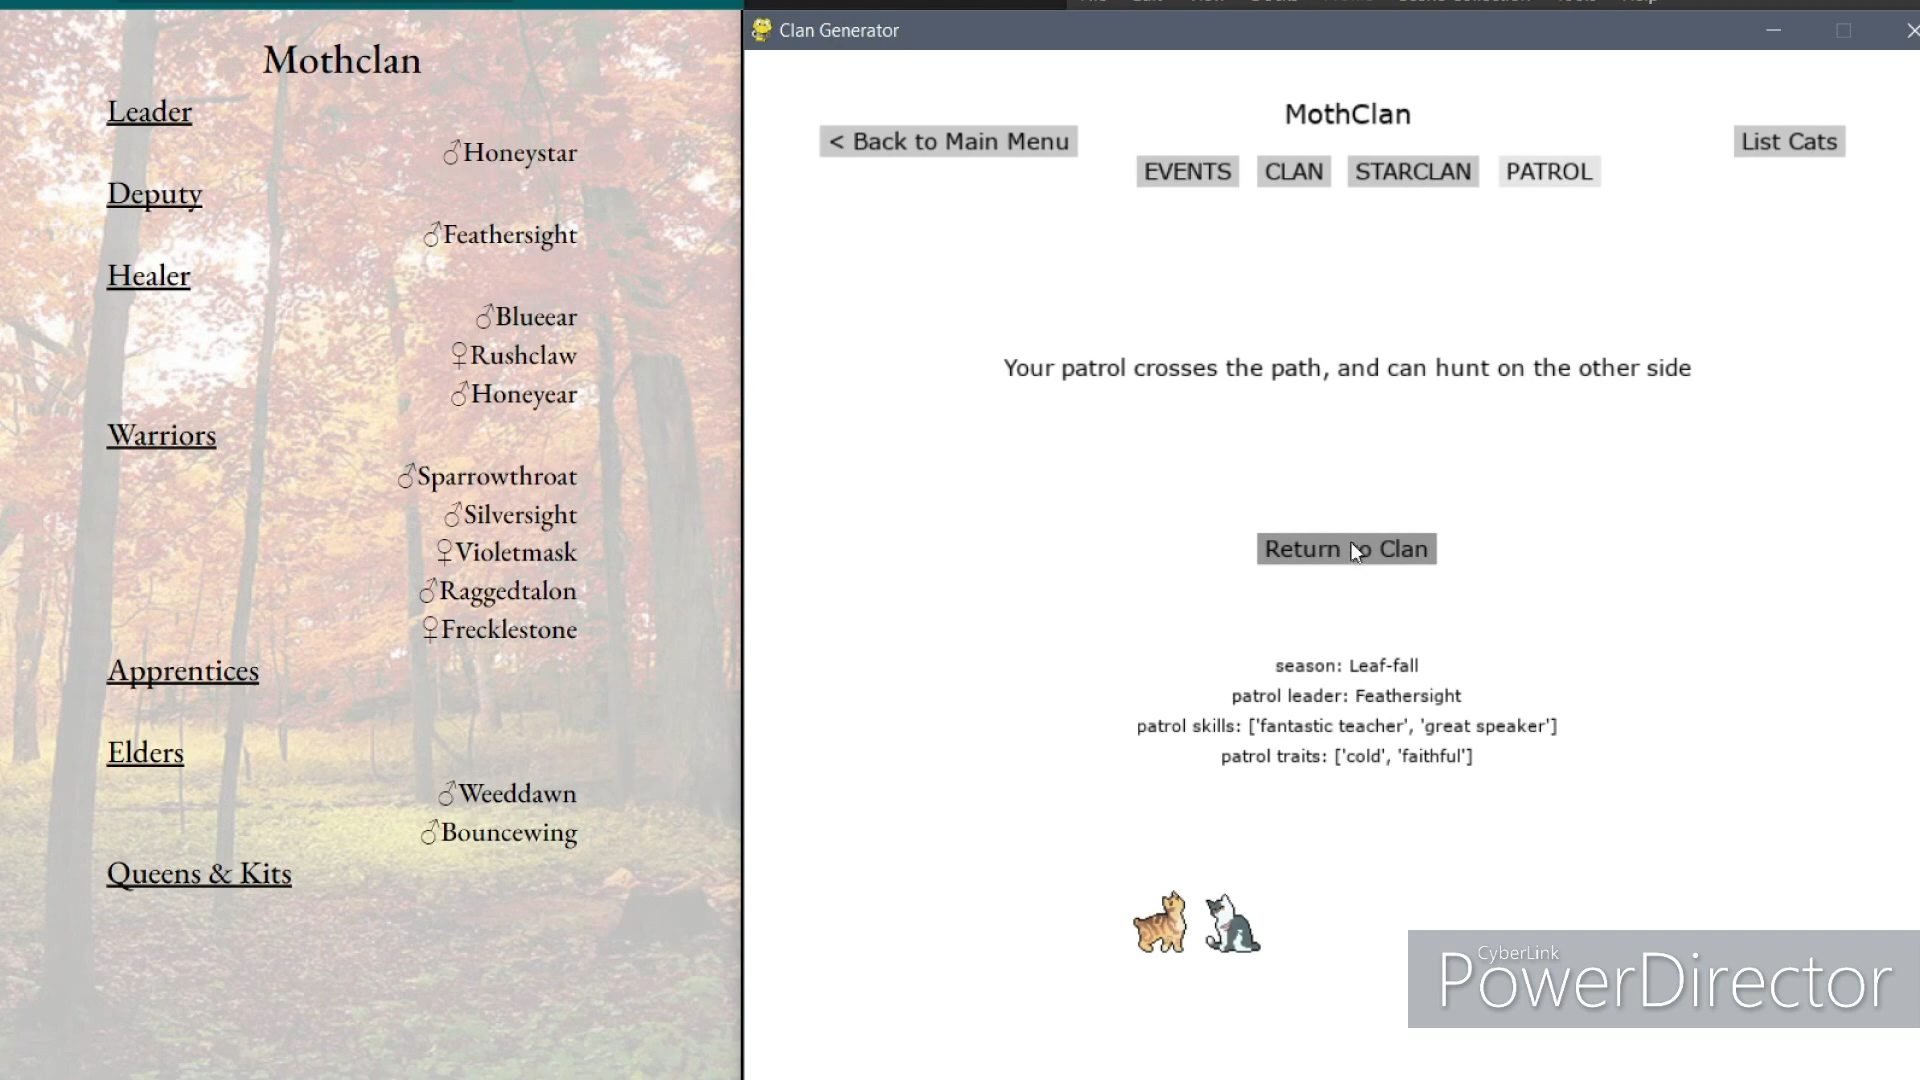 Mothclan
Leader
♂Honeystar
Deputy
♂Feathersight
Healer
♂Blueear
♀Rushclaw
♂Honeyear
Warriors
♂Sparrowthroat
♂Silversight
♀Violetmask
♂Raggedtalon
♀Frecklestone
Apprentices
Elders
♂Weeddawn
♂Bouncewing
Queens & Kits
Clan Generator
MothClan
< Back to Main Menu
List Cats
EVENTS CLAN STARCLAN PATROL
Your patrol crosses the path, and can hunt on the other side
Return to Clan
season: Leaf-fall
patrol leader: Feathersight
patrol skills: ['fantastic teacher', 'great speaker']
patrol traits: ['cold', 'faithful']
CyberLink
PowerDirector